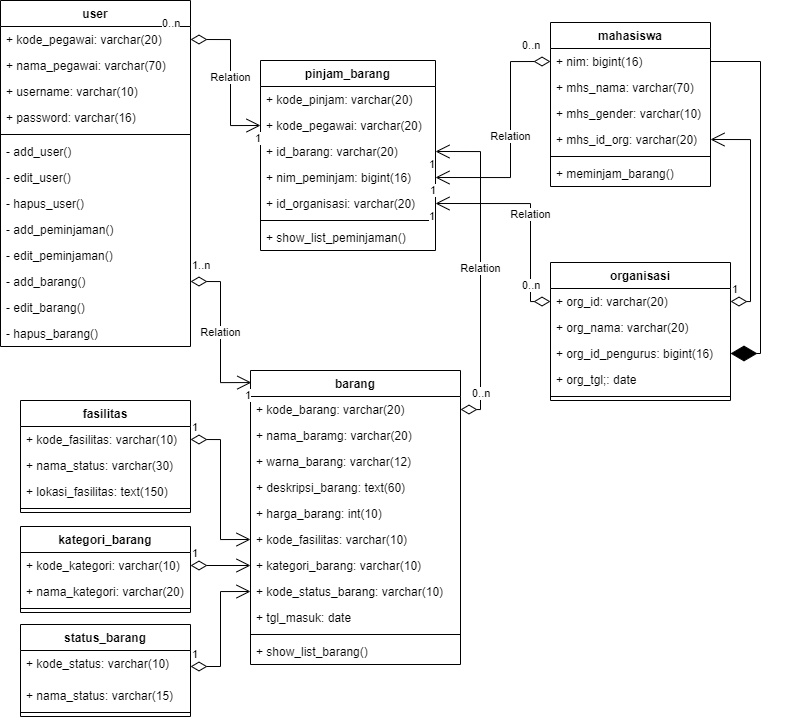 user
0..n
+ kode_pegawai: varchar(20)
+ nama_pegawai: varchar(70)
+ username: varchar(10)
+ password: varchar(16)
- add_user()
- edit_user()
- hapus_user()
- add_peminjaman()
- edit_peminjaman()
- add_barang()
- edit_barang()
- hapus_barang()
1..n
Relation
1
Relation
1
pinjam_barang
+ kode_pinjam: varchar(20)
+ kode_pegawai: varchar(20)
+ id_barang: varchar(20)
+ nim_peminjam: bigint(16)
+ id_organisasi: varchar(20)
+ show_list_peminjaman()
1
1
1
0..n
Relation
Relation
0..n
Relation
0..n
mahasiswa
+ nim: bigint(16)
+ mhs_nama: varchar(70)
+ mhs_gender: varchar(10)
+ mhs_id_org: varchar(20)
+ meminjam_barang()
organisasi
1
+ org_id: varchar(20)
+ org_nama: varchar(20)
+ org_id_pengurus: bigint(16)
+ org_tgl;: date
barang
+ kode_barang: varchar(20)
+ nama_baramg: varchar(20)
+ warna_barang: varchar(12)
+ deskripsi_barang: text(60)
+ harga_barang: int(10)
+ kode_fasilitas: varchar(10)
+ kategori_barang: varchar(10)
+ kode_status_barang: varchar(10)
+ tgl_masuk: date
+ show_list_barang()
fasilitas
1
+ kode_fasilitas: varchar(10)
+ nama_status: varchar(30)
+ lokasi_fasilitas: text(150)
kategori_barang
1
+ kode_kategori: varchar(10)
+ nama_kategori: varchar(20)
status_barang
1
+ kode_status: varchar(10)
+ nama_status: varchar(15)